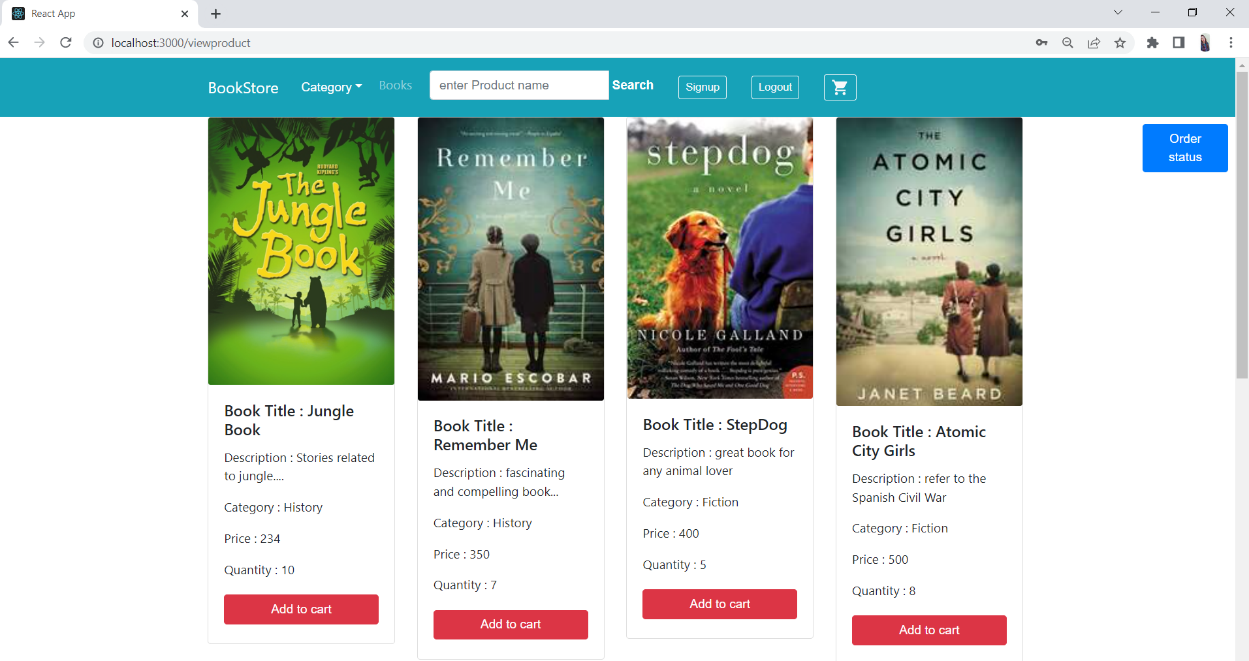 React App
localhost:3000/viewproduct
BookStore
Category
Books
enter Product name
Search
Signup
Logout
Order
status
The
Jungle
Book
Book Title : Jungle
Book
Description : Stories related
to jungle....
Category : History
Price : 234
Quantity : 10
Add to cart
Remember
Me
MARIO ESCOBAR
Book Title :
Remember Me
Description : fascinating
and compelling book...
Category : History
Price : 350
Quantity : 7
Add to cart
stepdog
a novel
NICOLE GALLAND
Author of The Fool's Tale
P.S.
Book Title : StepDog
Description : great book for
any animal lover
Category : Fiction
Price : 400
Quantity : 5
Add to cart
THE
ATOMIC
CITY
GIRLS
a novel
JANET BEARD
Book Title : Atomic
City Girls
Description : refer to the
Spanish Civil War
Category : Fiction
Price : 500
Quantity : 8
Add to cart